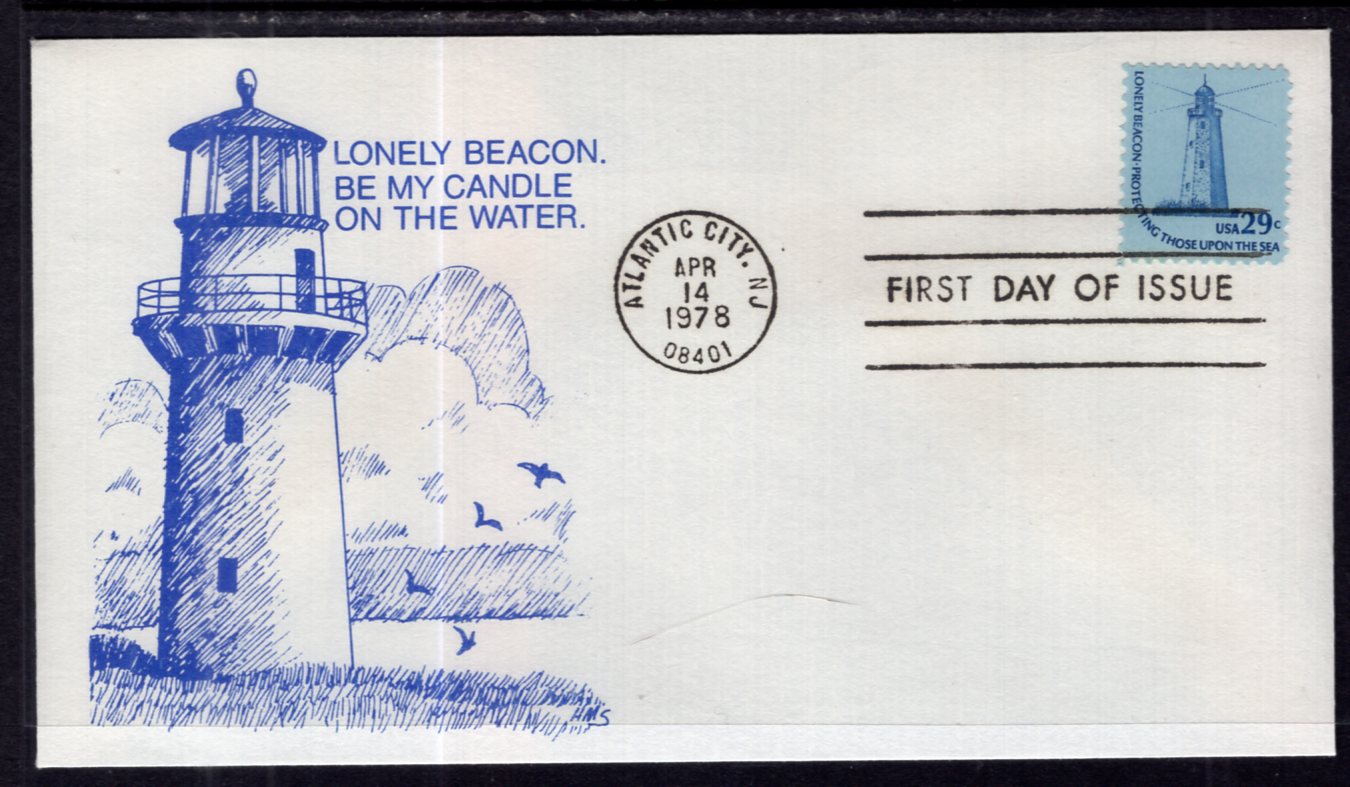 LONELY BEACON.
BE MY CANDLE
ON THE WATER.
HMS
ATLANTIC CITY, NJ
APR
14
1978
08401
LONELY BEACON · PROTECTING THOSE UPON THE SEA
USA 29c
FIRST DAY OF ISSUE